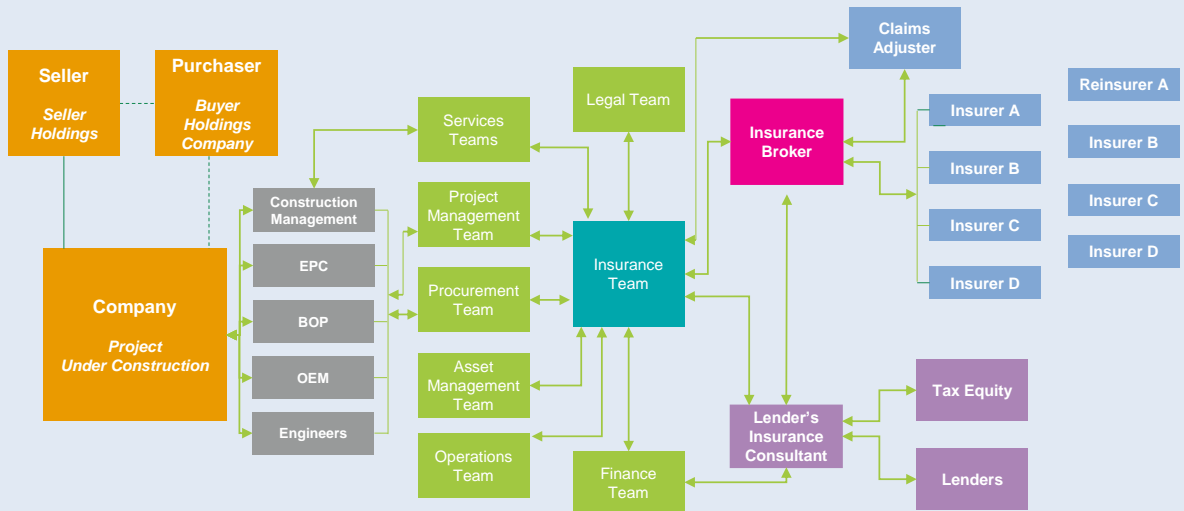 Seller
Seller
Holdings
Purchaser
Buyer
Holdings
Company
Company
Project
Under Construction
Construction
Management
EPC
BOP
OEM
Engineers
Services
Teams
Project
Management
Team
Procurement
Team
Asset
Management
Team
Operations
Team
Legal Team
Insurance
Team
Finance
Team
Insurance
Broker
Lender's
Insurance
Consultant
Claims
Adjuster
Insurer A
Insurer B
Insurer C
Insurer D
Reinsurer A
Insurer B
Insurer C
Insurer D
Tax Equity
Lenders